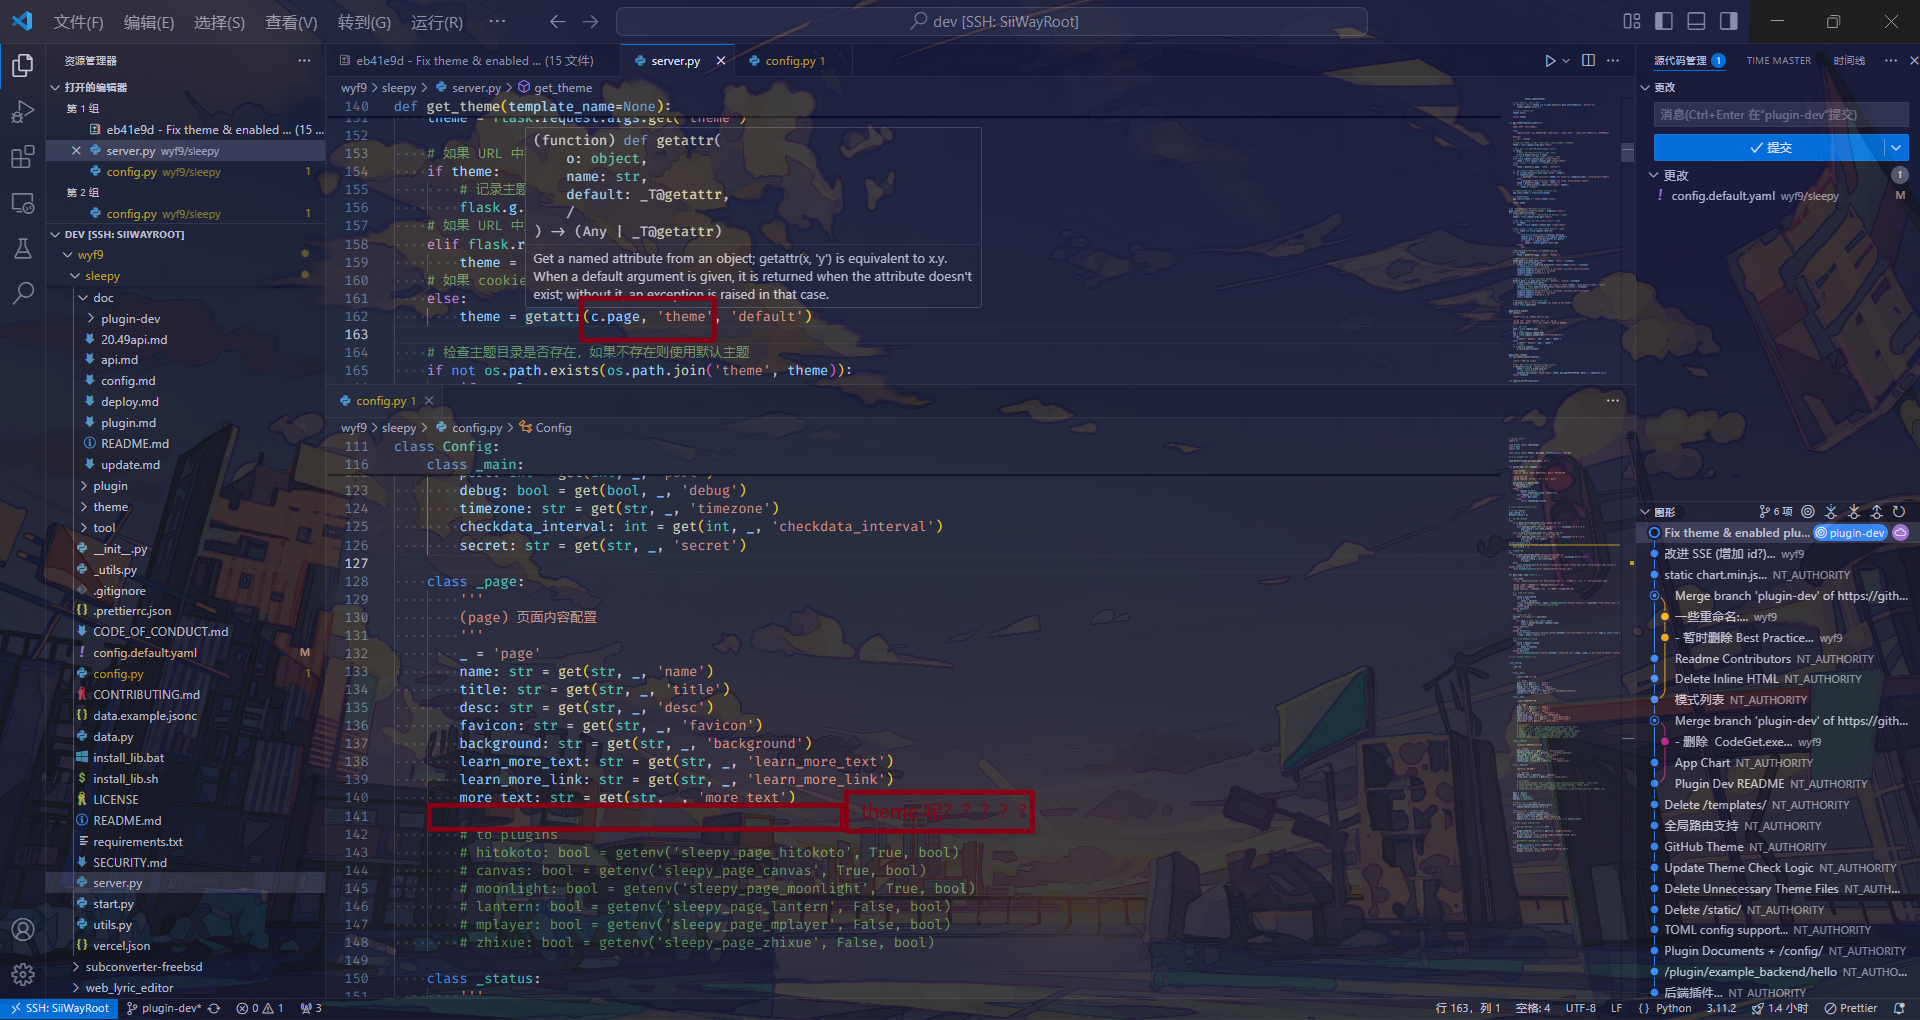 文件(F) 编辑(E) 选择(S) 查看(V) 转到(G) 运行(R) ···
dev [SSH: SiiWayRoot]
资源管理器
打开的编辑器
第 1 组
eb41e9d - Fix theme & enabled ... (15 ...
server.py wyf9/sleepy
config.py wyf9/sleepy 1
第 2 组
config.py wyf9/sleepy 1
DEV [SSH: SIIWAYROOT]
wyf9
sleepy
doc
plugin-dev
20.49api.md
api.md
config.md
deploy.md
plugin.md
README.md
update.md
plugin
theme
tool
__init__.py
_utils.py
.gitignore
.prettierrc.json
CODE_OF_CONDUCT.md
config.default.yaml M
config.py 1
CONTRIBUTING.md
data.example.jsonc
data.py
install_lib.bat
install_lib.sh
LICENSE
README.md
requirements.txt
SECURITY.md
server.py
start.py
utils.py
vercel.json
subconverter-freebsd
web_lyric_editor
eb41e9d - Fix theme & enabled ... (15 文件)
server.py
config.py 1
wyf9 > sleepy > server.py > get_theme
140 def get_theme(template_name=None):
151 theme = flask.request.args.get('theme')
152
153 # 如果 URL 中
154 if theme:
155 # 记录主题
156 flask.g.
157 # 如果 URL 中
158 elif flask.r
159 theme =
160 # 如果 cookie
161 else:
162 theme = getattr(c.page, 'theme', 'default')
163
164 # 检查主题目录是否存在, 如果不存在则使用默认主题
165 if not os.path.exists(os.path.join('theme', theme)):
(function) def getattr(
o: object,
name: str,
default: _T@getattr,
/
) -> (Any | _T@getattr)
Get a named attribute from an object; getattr(x, 'y') is equivalent to x.y.
When a default argument is given, it is returned when the attribute doesn't
exist; without it, an exception is raised in that case.
config.py 1
wyf9 > sleepy > config.py > Config
111 class Config:
116 class _main:
port: int = get(int, _, 'port')
123 debug: bool = get(bool, _, 'debug')
124 timezone: str = get(str, _, 'timezone')
125 checkdata_interval: int = get(int, _, 'checkdata_interval')
126 secret: str = get(str, _, 'secret')
127
128 class _page:
129 '''
130 (page) 页面内容配置
131 '''
132 _ = 'page'
133 name: str = get(str, _, 'name')
134 title: str = get(str, _, 'title')
135 desc: str = get(str, _, 'desc')
136 favicon: str = get(str, _, 'favicon')
137 background: str = get(str, _, 'background')
138 learn_more_text: str = get(str, _, 'learn_more_text')
139 learn_more_link: str = get(str, _, 'learn_more_link')
140 more_text: str = get(str, _, 'more_text')
141
theme 呢? ? ? ? ?
142 # to plugins
143 # hitokoto: bool = getenv('sleepy_page_hitokoto', True, bool)
144 # canvas: bool = getenv('sleepy_page_canvas', True, bool)
145 # moonlight: bool = getenv('sleepy_page_moonlight', True, bool)
146 # lantern: bool = getenv('sleepy_page_lantern', False, bool)
147 # mplayer: bool = getenv('sleepy_page_mplayer', False, bool)
148 # zhixue: bool = getenv('sleepy_page_zhixue', False, bool)
149
150 class _status:
151 '''
源代码管理 1 TIME MASTER 时间线 ···
更改
消息(Ctrl+Enter 在"plugin-dev"提交)
提交
更改 1
config.default.yaml wyf9/sleepy M
图形 6 项
Fix theme & enabled plu... plugin-dev
改进 SSE (增加 id?)... wyf9
static chart.min.js... NT_AUTHORITY
Merge branch 'plugin-dev' of https://gith...
一些重命名:... wyf9
- 暂时删除 Best Practice... wyf9
Readme Contributors NT_AUTHORITY
Delete Inline HTML NT_AUTHORITY
模式列表 NT_AUTHORITY
Merge branch 'plugin-dev' of https://gith...
- 删除 CodeGet.exe... wyf9
App Chart NT_AUTHORITY
Plugin Dev README NT_AUTHORITY
Delete /templates/ NT_AUTHORITY
全局路由支持 NT_AUTHORITY
GitHub Theme NT_AUTHORITY
Update Theme Check Logic NT_AUTHORITY
Delete Unnecessary Theme Files NT_AUTH...
Delete /static/ NT_AUTHORITY
TOML config support... NT_AUTHORITY
Plugin Documents + /config/ NT_AUTHORITY
/plugin/example_backend/hello NT_AUTHO...
后端插件... NT_AUTHORITY
SSH: SiiWayRoot plugin-dev* 0 1 3
行 163, 列 1 空格: 4 UTF-8 LF {} Python 3.11.2 1.4 小时 Prettier